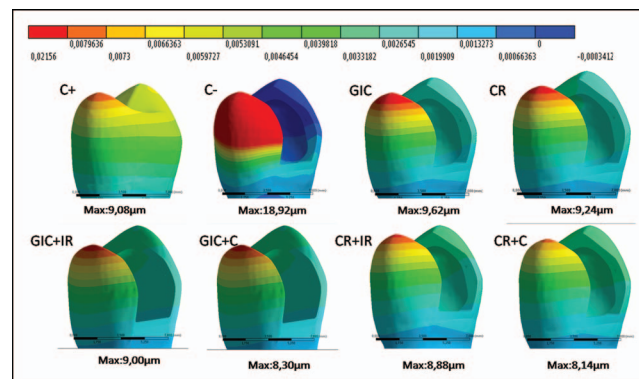 0,0079636 0,0066363 0,0053091 0,0039818 0,0026545 0,0013273 0
0,02156 0,0073 0,0059727 0,0046454 0,0033182 0,0019909 0,00066363 -0,0003412
C+ C- GIC CR
Max:9,08µm Max:18,92µm Max:9,62µm Max:9,24µm
GIC+IR GIC+C CR+IR CR+C
Max:9,00µm Max:8,30µm Max:8,88µm Max:8,14µm